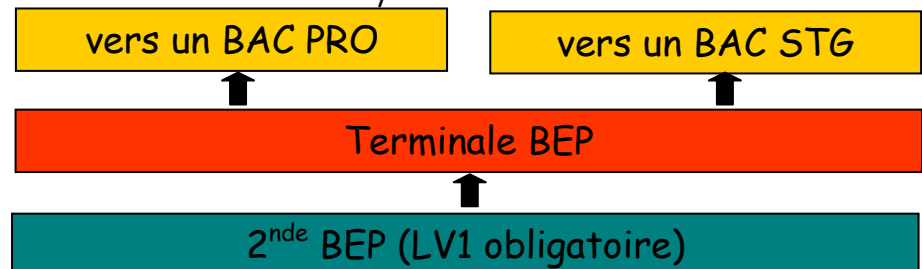 vers un BAC PRO
vers un BAC STG
Terminale BEP
2nde BEP (LV1 obligatoire)